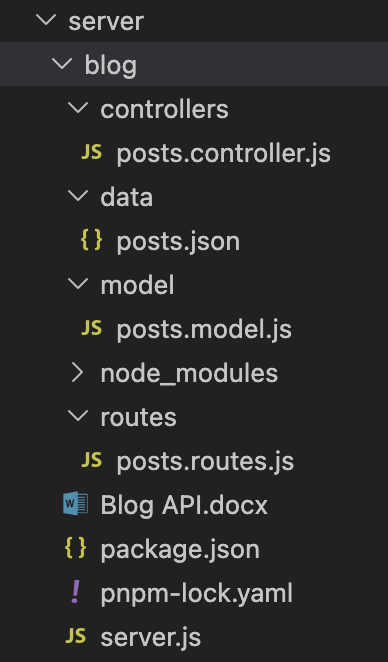 server
blog
controllers
JS posts.controller.js
data
{} posts.json
model
JS posts.model.js
node_modules
routes
JS posts.routes.js
W Blog API.docx
{} package.json
! pnpm-lock.yaml
JS server.js